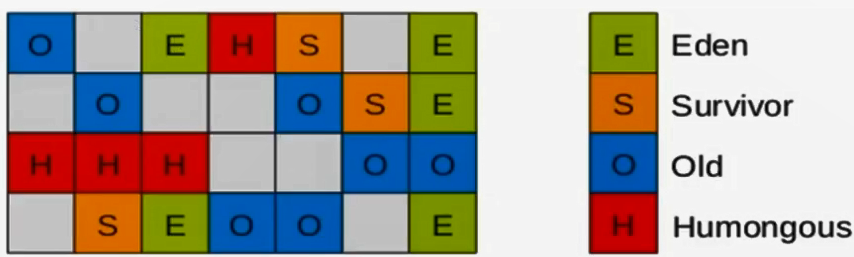 O E H S E
O O S E
H H H O O
S E O O E
E Eden
S Survivor
O Old
H Humongous